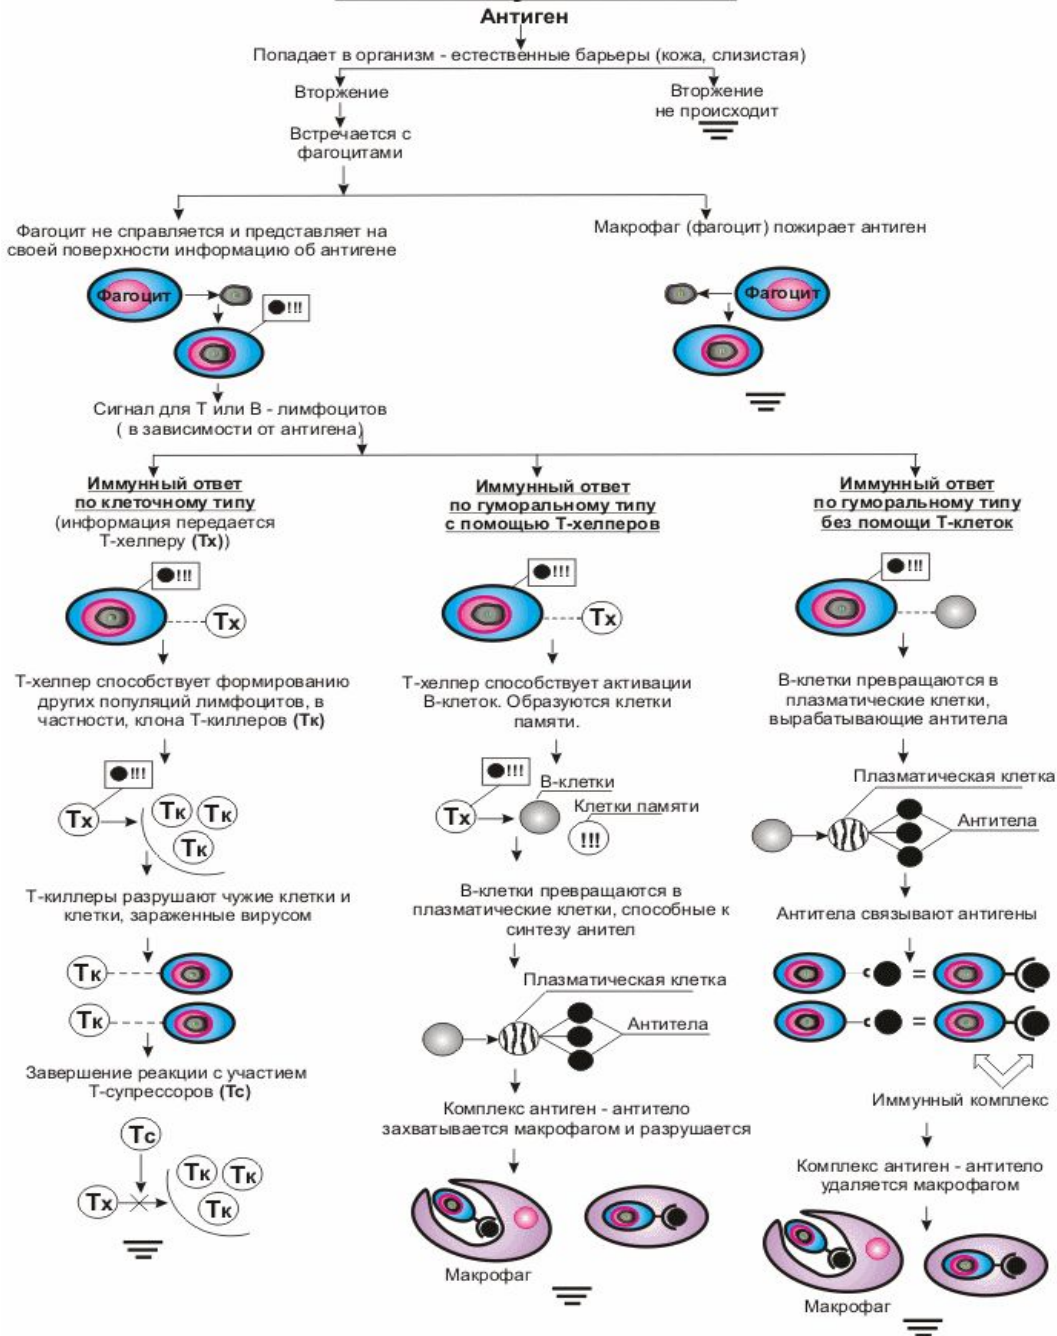 Антиген
Попадает в организм - естественные барьеры (кожа, слизистая)
Вторжение
Вторжение
не происходит
Встречается с
фагоцитами
Фагоцит не справляется и представляет на
своей поверхности информацию об антигене
Макрофаг (фагоцит) пожирает антиген
Фагоцит
!!!
Фагоцит
Сигнал для Т или В - лимфоцитов
( в зависимости от антигена)
Иммунный ответ
по клеточному типу
(информация передается
Т-хелперу (Тх))
!!!
Тх
Т-хелпер способствует формированию
других популяций лимфоцитов, в
частности, клона Т-киллеров (Тк)
!!!
Тх
Тк
Тк
Тк
Т-киллеры разрушают чужие клетки и
клетки, зараженные вирусом
Тк
Тк
Завершение реакции с участием
Т-супрессоров (Тс)
Тс
Тх
Тк
Тк
Тк
Иммунный ответ
по гуморальному типу
с помощью Т-хелперов
!!!
Тх
Т-хелпер способствует активации
В-клеток. Образуются клетки
памяти.
!!!
В-клетки
Тх
Клетки памяти
!!!
В-клетки превращаются в
плазматические клетки, способные к
синтезу анител
Плазматическая клетка
Антитела
Комплекс антиген - антитело
захватывается макрофагом и разрушается
Макрофаг
Иммунный ответ
по гуморальному типу
без помощи Т-клеток
!!!
В-клетки превращаются в
плазматические клетки,
вырабатывающие антитела
Плазматическая клетка
Антитела
Антитела связывают антигены
=
=
Иммунный комплекс
Комплекс антиген - антитело
удаляется макрофагом
Макрофаг